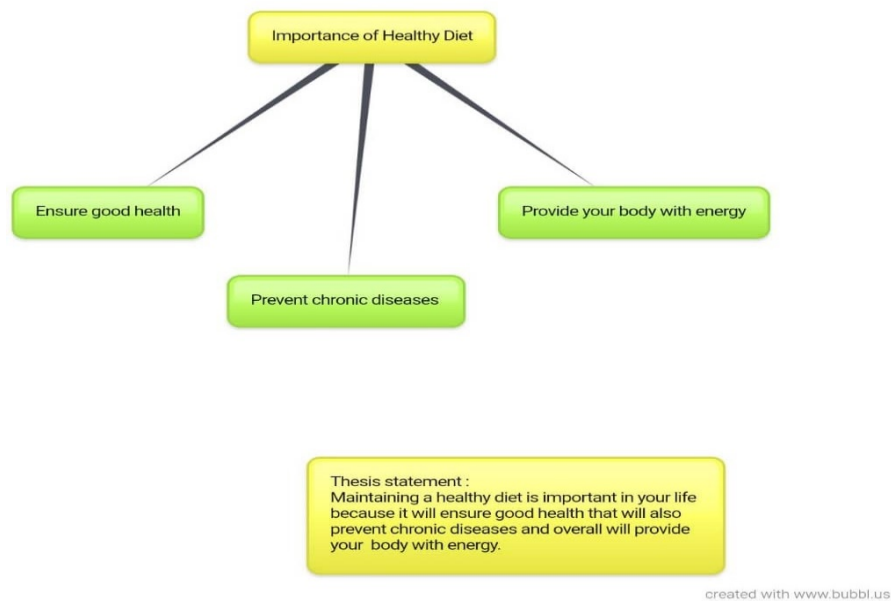 Importance of Healthy Diet
Ensure good health
Provide your body with energy
Prevent chronic diseases
Thesis statement :
Maintaining a healthy diet is important in your life
because it will ensure good health that will also
prevent chronic diseases and overall will provide
your  body with energy.
created with www.bubbl.us